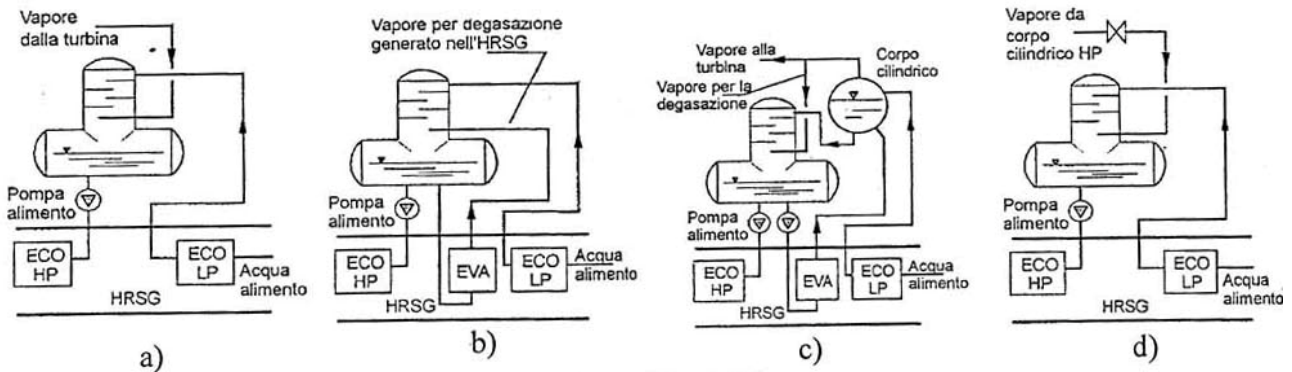 Vapore
dalla turbina
Pompa
alimento
ECO
HP
ECO
LP
Acqua
alimento
HRSG
a)
Vapore per degasazione
generato nell'HRSG
Pompa
alimento
ECO
HP
EVA
ECO
LP
Acqua
alimento
HRSG
b)
Vapore alla
turbina
Corpo
cilindrico
Vapore per la
degasazione
Pompa
alimento
ECO
HP
EVA
ECO
LP
Acqua
alimento
HRSG
c)
Vapore da
corpo
cilindrico HP
Pompa
alimento
ECO
HP
ECO
LP
Acqua
alimento
HRSG
d)